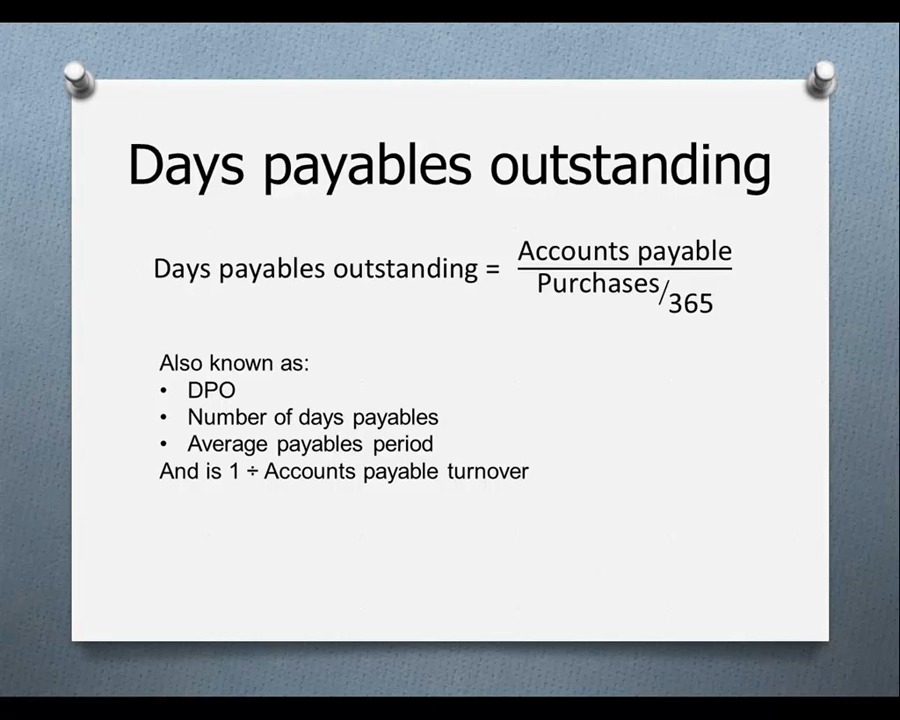 Days payables outstanding
Days payables outstanding = Accounts payable
Purchases/365
Also known as:
• DPO
• Number of days payables
• Average payables period
And is 1 ÷ Accounts payable turnover